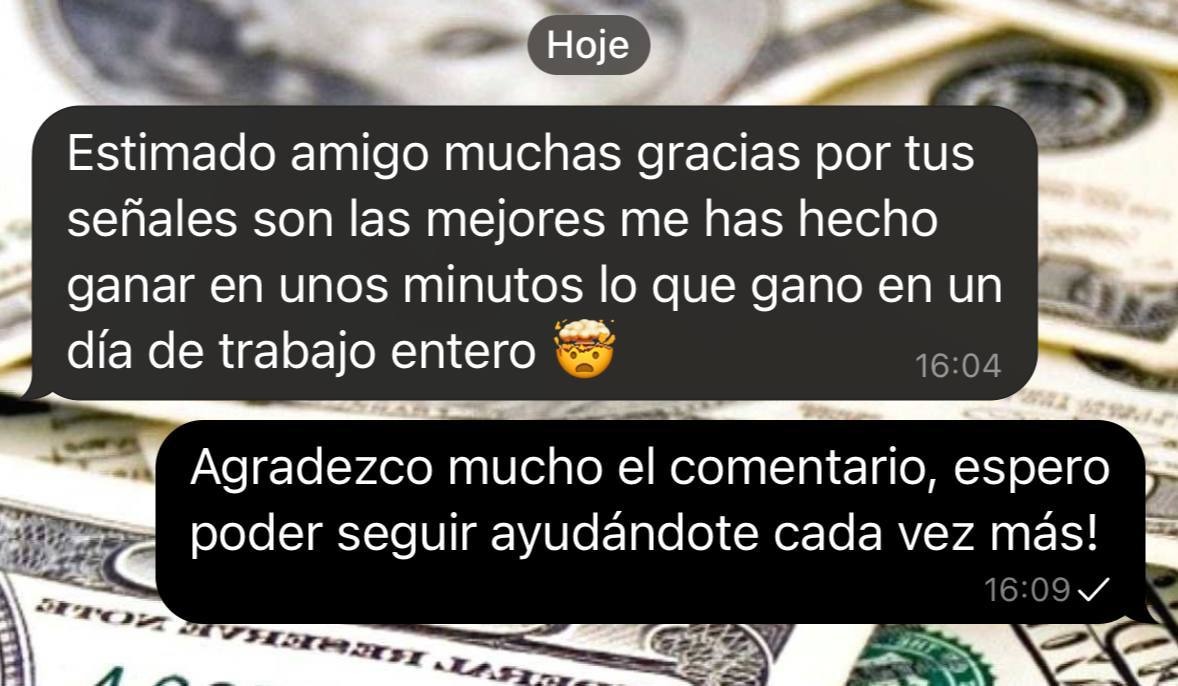 Hoje
Estimado amigo muchas gracias por tus
señales son las mejores me has hecho
ganar en unos minutos lo que gano en un
día de trabajo entero 🤯
16:04
Agradezco mucho el comentario, espero
poder seguir ayudándote cada vez más!
16:09